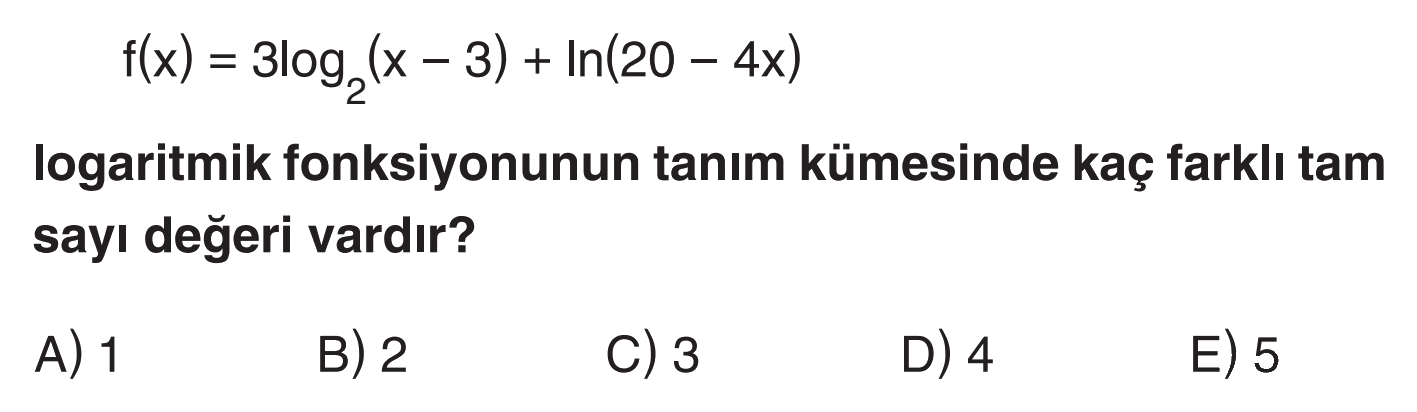 f(x) = 3log₂(x – 3) + ln(20 – 4x)
logaritmik fonksiyonunun tanım kümesinde kaç farklı tam
sayı değeri vardır?
A) 1 B) 2 C) 3 D) 4 E) 5